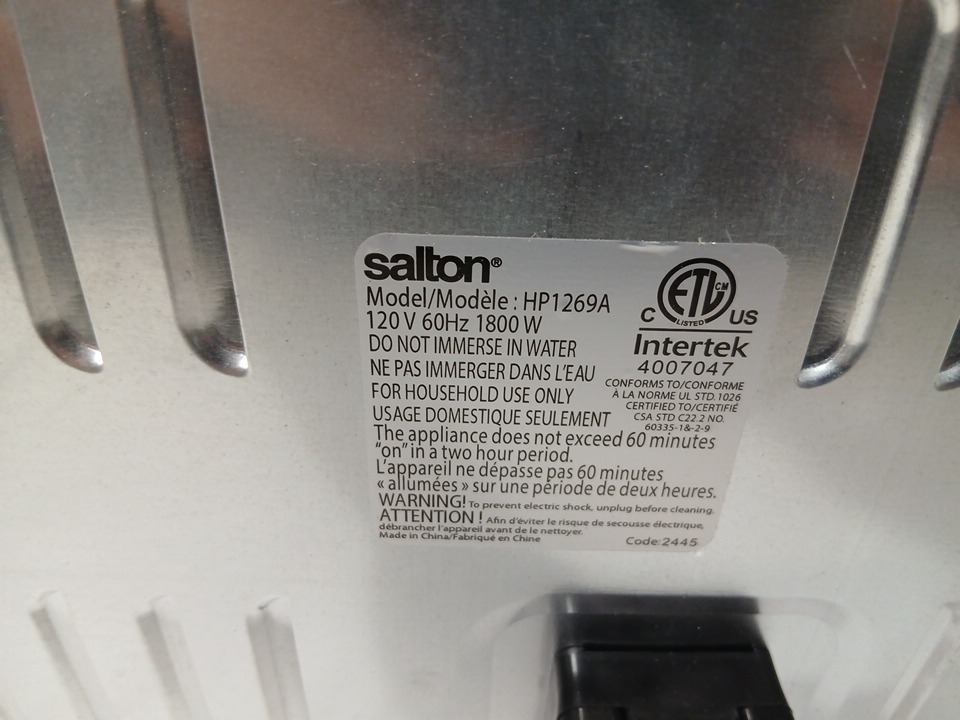 salton®
Model/Modèle : HP1269A
120 V 60Hz 1800 W
DO NOT IMMERSE IN WATER
NE PAS IMMERGER DANS L'EAU
FOR HOUSEHOLD USE ONLY
USAGE DOMESTIQUE SEULEMENT
ETL CM
C LISTED US
Intertek
4007047
CONFORMS TO/CONFORME
À LA NORME UL STD. 1026
CERTIFIED TO/CERTIFIÉ
CSA STD C22.2 NO.
60335-1&-2-9
The appliance does not exceed 60 minutes
"on" in a two hour period.
L'appareil ne dépasse pas 60 minutes
« allumées » sur une période de deux heures.
WARNING! To prevent electric shock, unplug before cleaning.
ATTENTION ! Afin d'éviter le risque de secousse électrique,
débrancher l'appareil avant de le nettoyer.
Made in China/Fabriqué en Chine
Code:2445